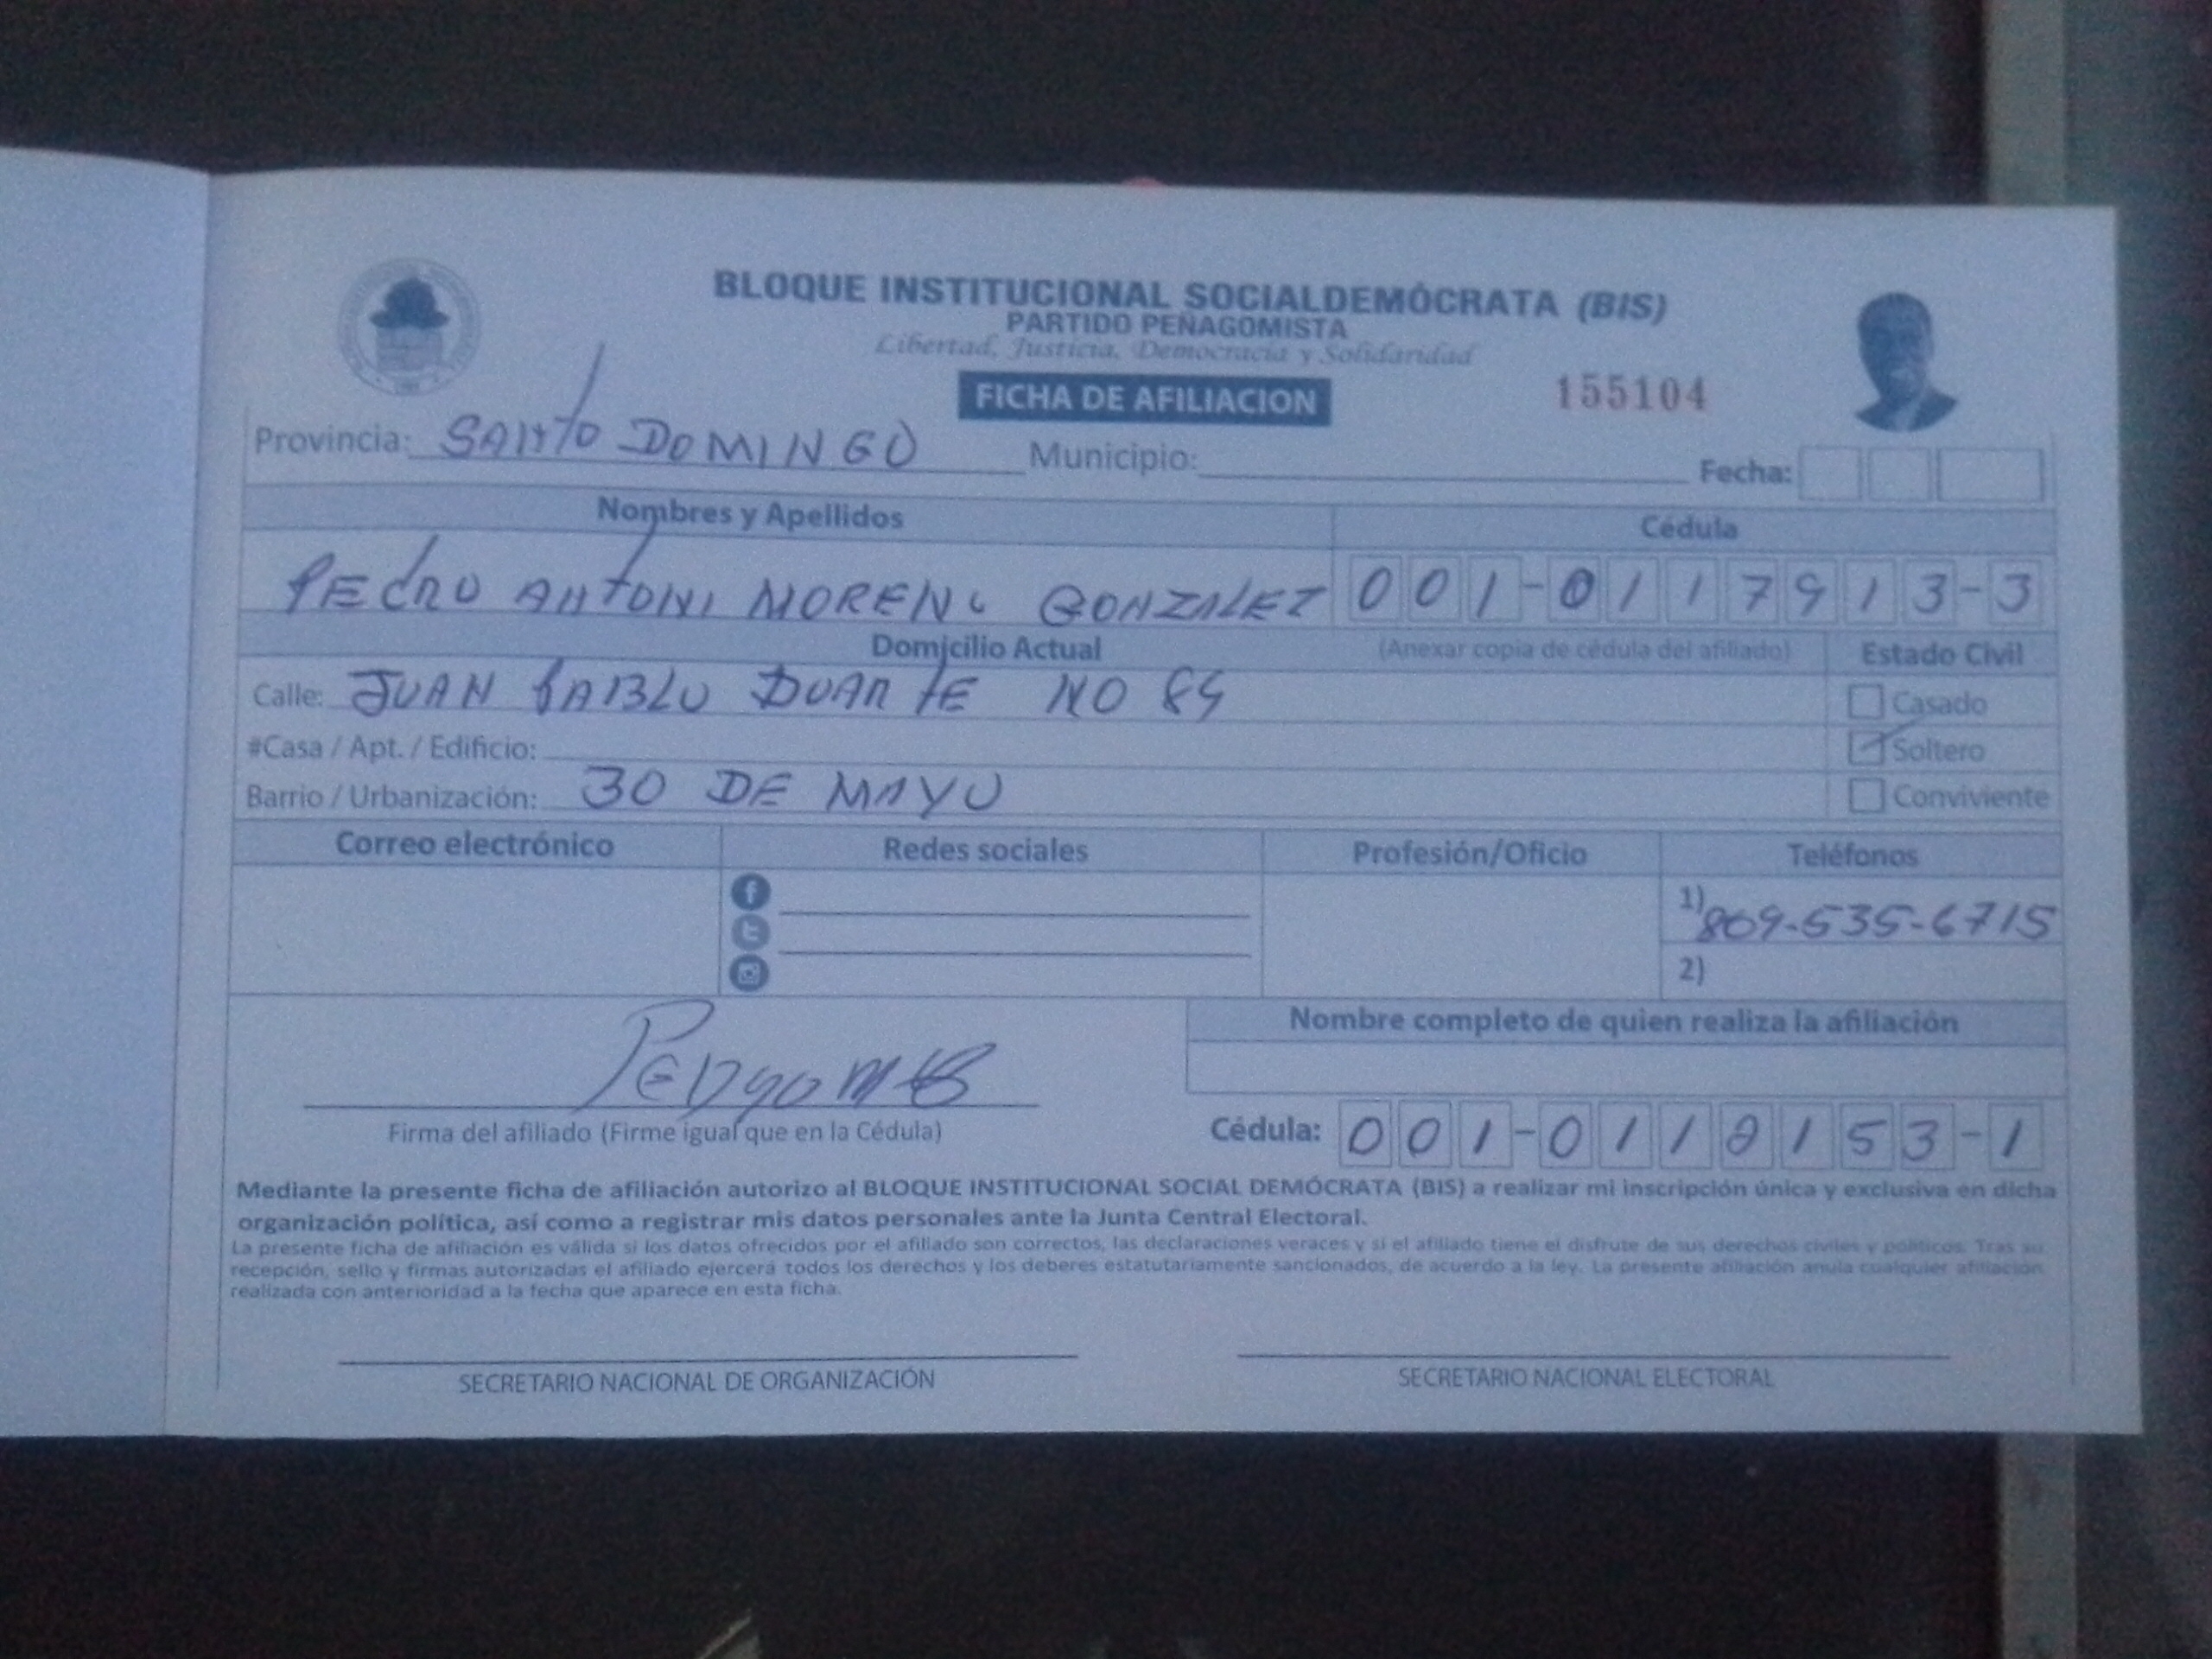 BLOQUE INSTITUCIONAL SOCIALDEMÓCRATA (BIS)
PARTIDO PEÑAGOMISTA
Libertad, Justicia, Democracia y Solidaridad
FICHA DE AFILIACION
155104
Provincia: SANTO DOMINGO Municipio: Fecha:
Nombres y Apellidos Cédula
PEdRO ANTONI MORENO GONZALEZ 001-0117913-3
Domicilio Actual (Anexar copia de cédula del afiliado) Estado Civil
Calle: JUAN PABLO DUARTE NO 89 Casado
#Casa / Apt. / Edificio: Soltero
Barrio / Urbanización: 30 DE MAYO Conviviente
Correo electrónico Redes sociales Profesión/Oficio Teléfonos
1) 809-535-6715
2)
Nombre completo de quien realiza la afiliación
Firma del afiliado (Firme igual que en la Cédula) Cédula: 001-0110153-1
Mediante la presente ficha de afiliación autorizo al BLOQUE INSTITUCIONAL SOCIAL DEMÓCRATA (BIS) a realizar mi inscripción única y exclusiva en dicha
organización política, así como a registrar mis datos personales ante la Junta Central Electoral.
La presente ficha de afiliación es válida si los datos ofrecidos por el afiliado son correctos, las declaraciones veraces y si el afiliado tiene el disfrute de sus derechos civiles y políticos. Tras su
recepción, sello y firmas autorizadas el afiliado ejercerá todos los derechos y los deberes estatutariamente sancionados, de acuerdo a la ley. La presente afiliación anula cualquier afiliación
realizada con anterioridad a la fecha que aparece en esta ficha.
SECRETARIO NACIONAL DE ORGANIZACIÓN SECRETARIO NACIONAL ELECTORAL